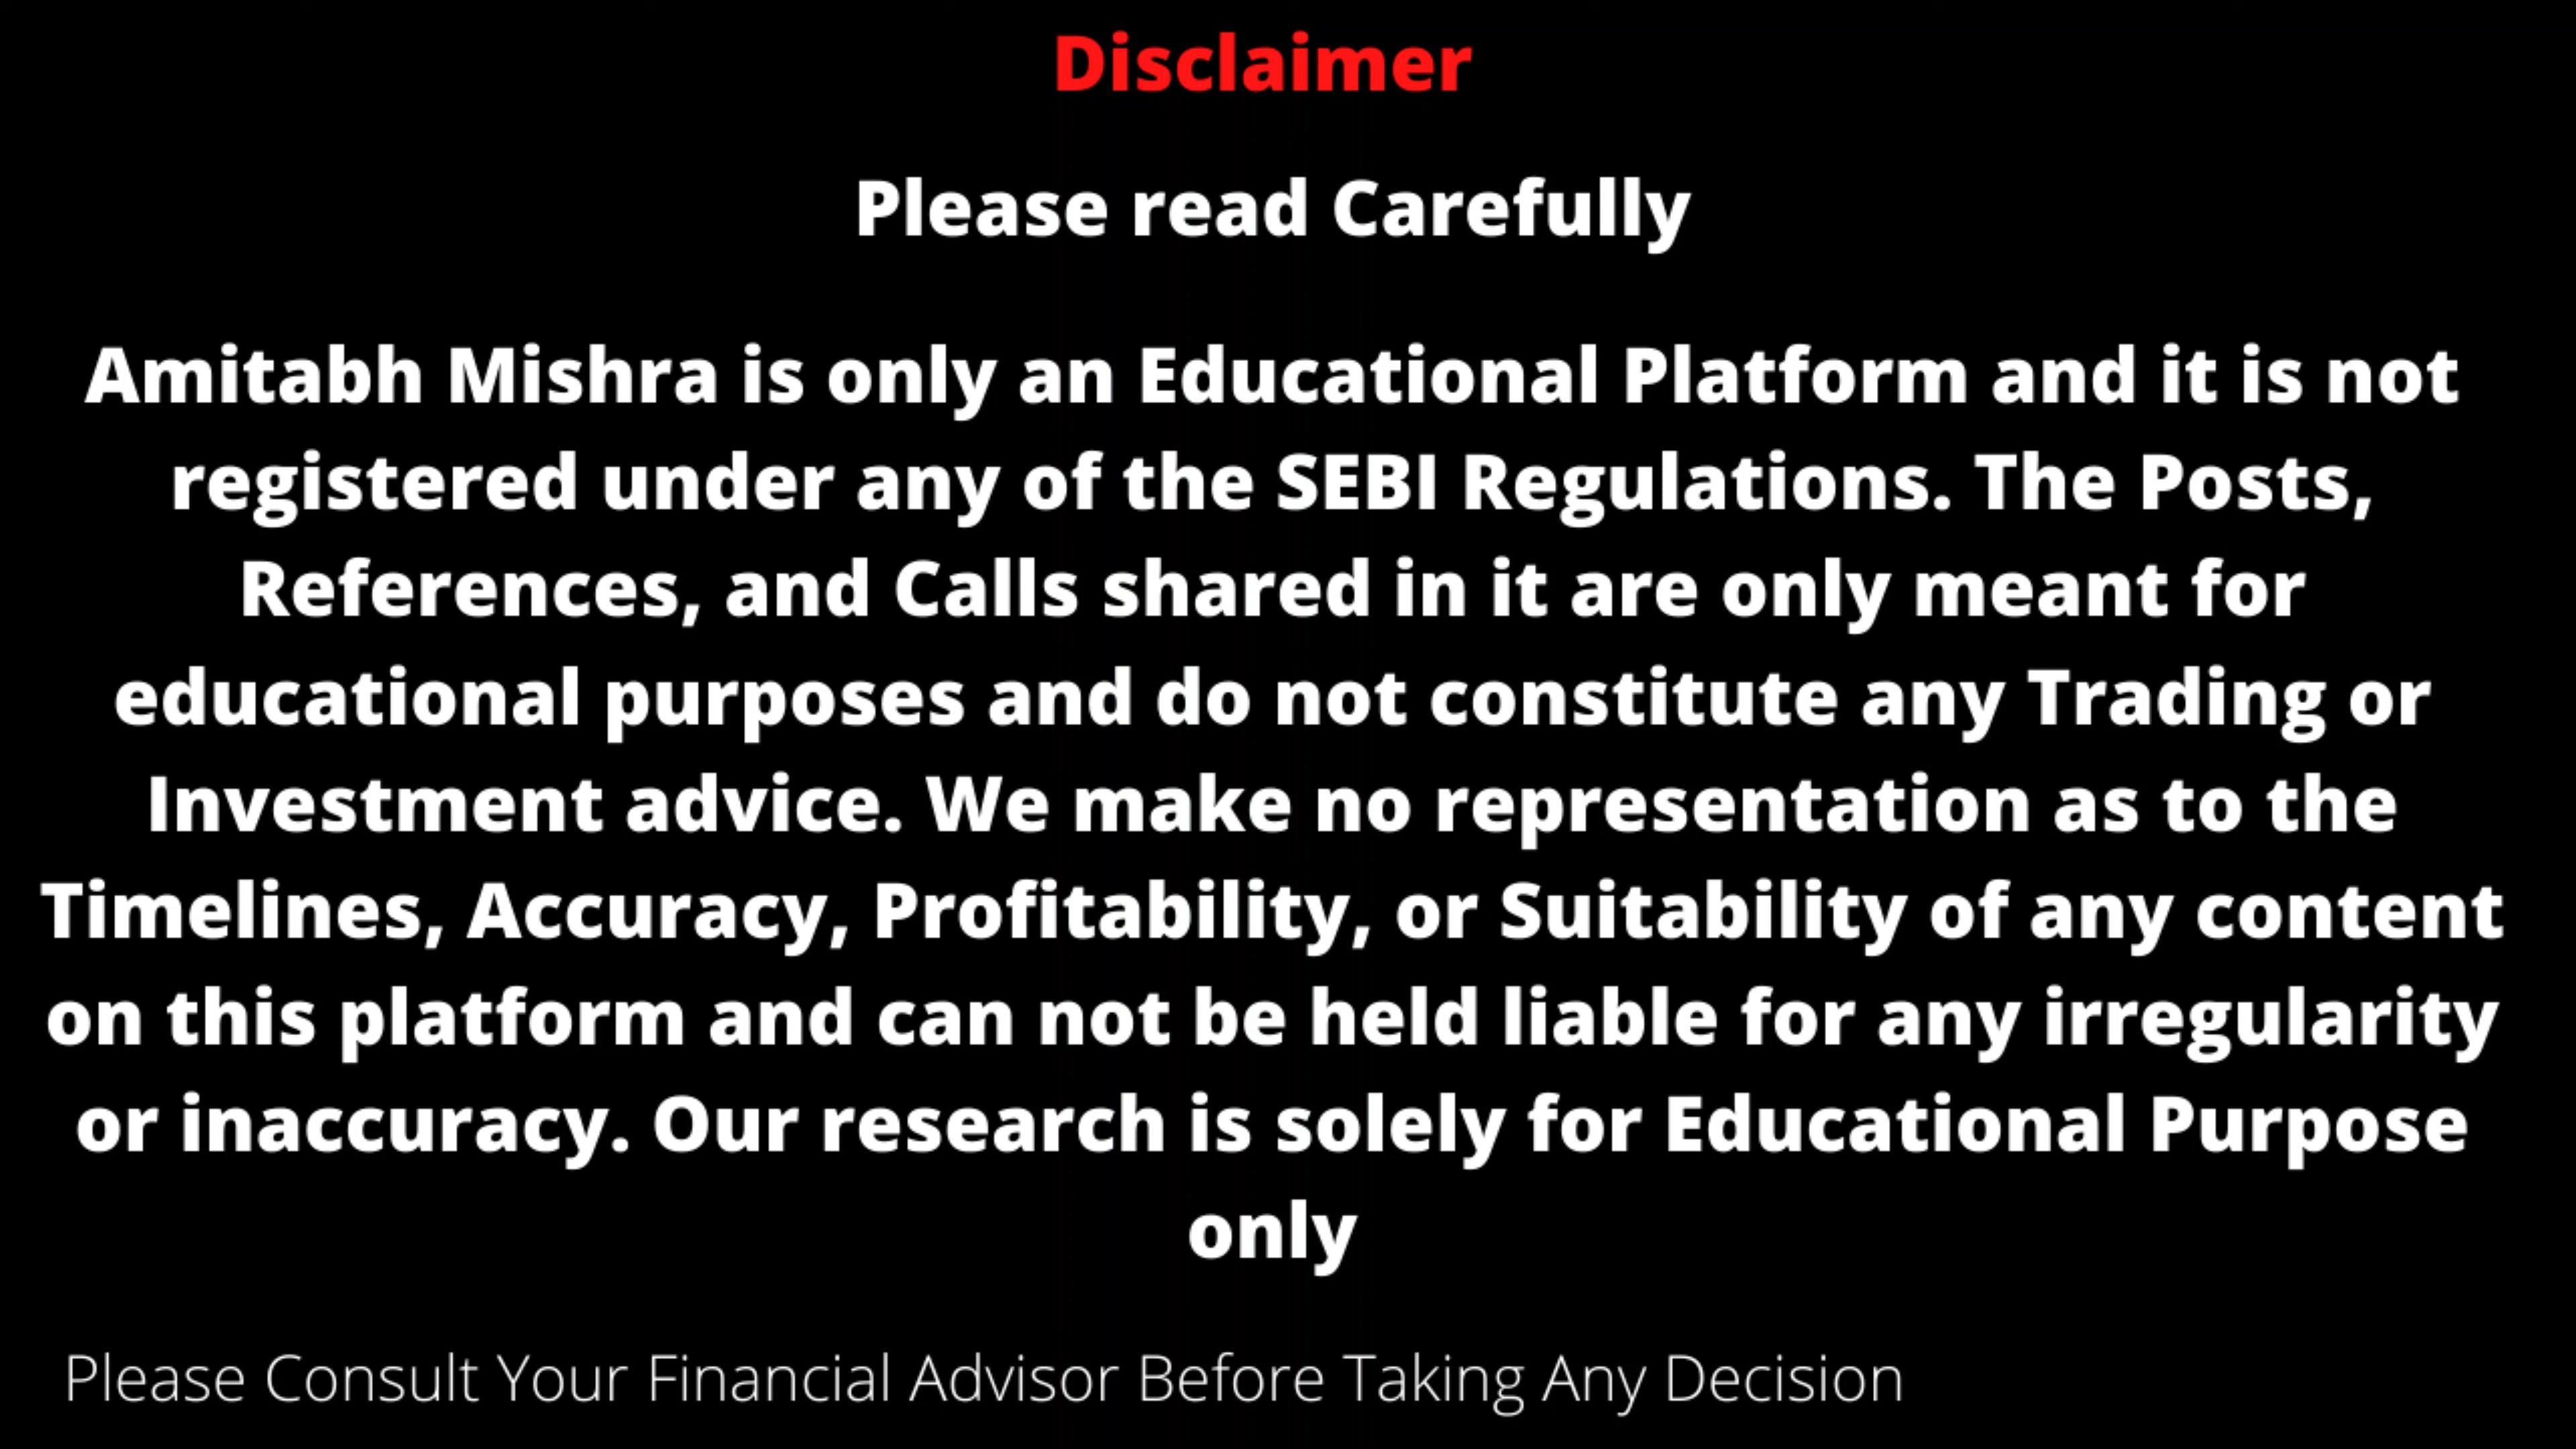 Disclaimer
Please read Carefully
Amitabh Mishra is only an Educational Platform and it is not
registered under any of the SEBI Regulations. The Posts,
References, and Calls shared in it are only meant for
educational purposes and do not constitute any Trading or
Investment advice. We make no representation as to the
Timelines, Accuracy, Profitability, or Suitability of any content
on this platform and can not be held liable for any irregularity
or inaccuracy. Our research is solely for Educational Purpose
only
Please Consult Your Financial Advisor Before Taking Any Decision